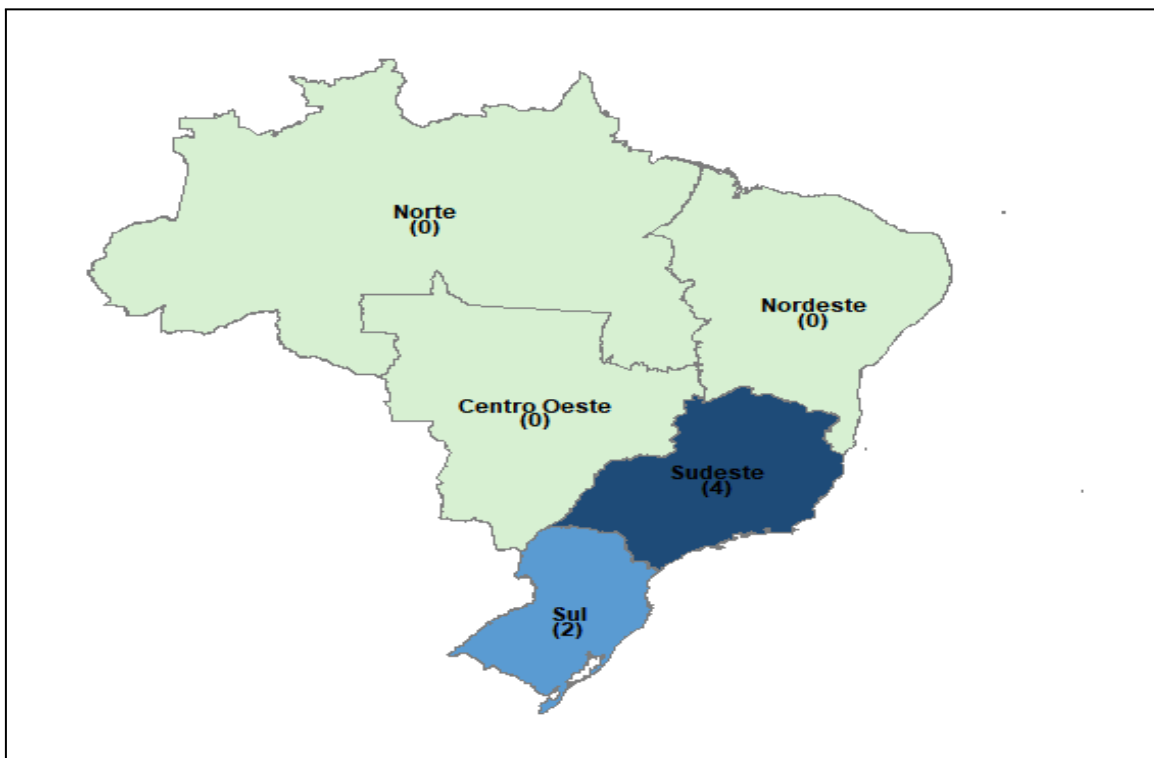 Norte
(0)
Nordeste
(0)
Centro Oeste
(0)
Sudeste
(4)
Sul
(2)